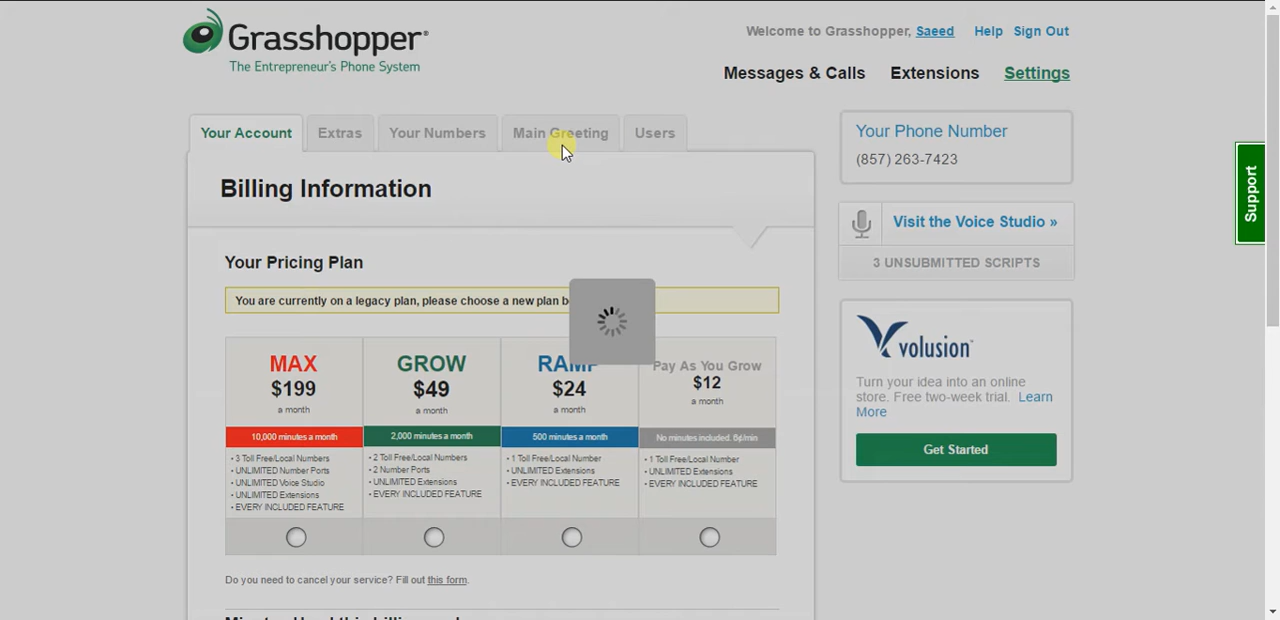 Grasshopper®
The Entrepreneur's Phone System
Welcome to Grasshopper, Saeed Help Sign Out
Messages & Calls Extensions Settings
Your Account Extras Your Numbers Main Greeting Users
Billing Information
Your Pricing Plan
You are currently on a legacy plan, please choose a new plan b
MAX
$199
a month
10,000 minutes a month
• 3 Toll Free/Local Numbers
• UNLIMITED Number Ports
• UNLIMITED Voice Studio
• UNLIMITED Extensions
• EVERY INCLUDED FEATURE
GROW
$49
a month
2,000 minutes a month
• 2 Toll Free/Local Numbers
• 2 Number Ports
• UNLIMITED Extensions
• EVERY INCLUDED FEATURE
RAMP
$24
a month
500 minutes a month
• 1 Toll Free/Local Number
• UNLIMITED Extensions
• EVERY INCLUDED FEATURE
Pay As You Grow
$12
a month
No minutes included. 6¢/min
• 1 Toll Free/Local Number
• UNLIMITED Extensions
• EVERY INCLUDED FEATURE
Do you need to cancel your service? Fill out this form.
Your Phone Number
(857) 263-7423
Visit the Voice Studio »
3 UNSUBMITTED SCRIPTS
volusion
Turn your idea into an online
store. Free two-week trial. Learn
More
Get Started
Support